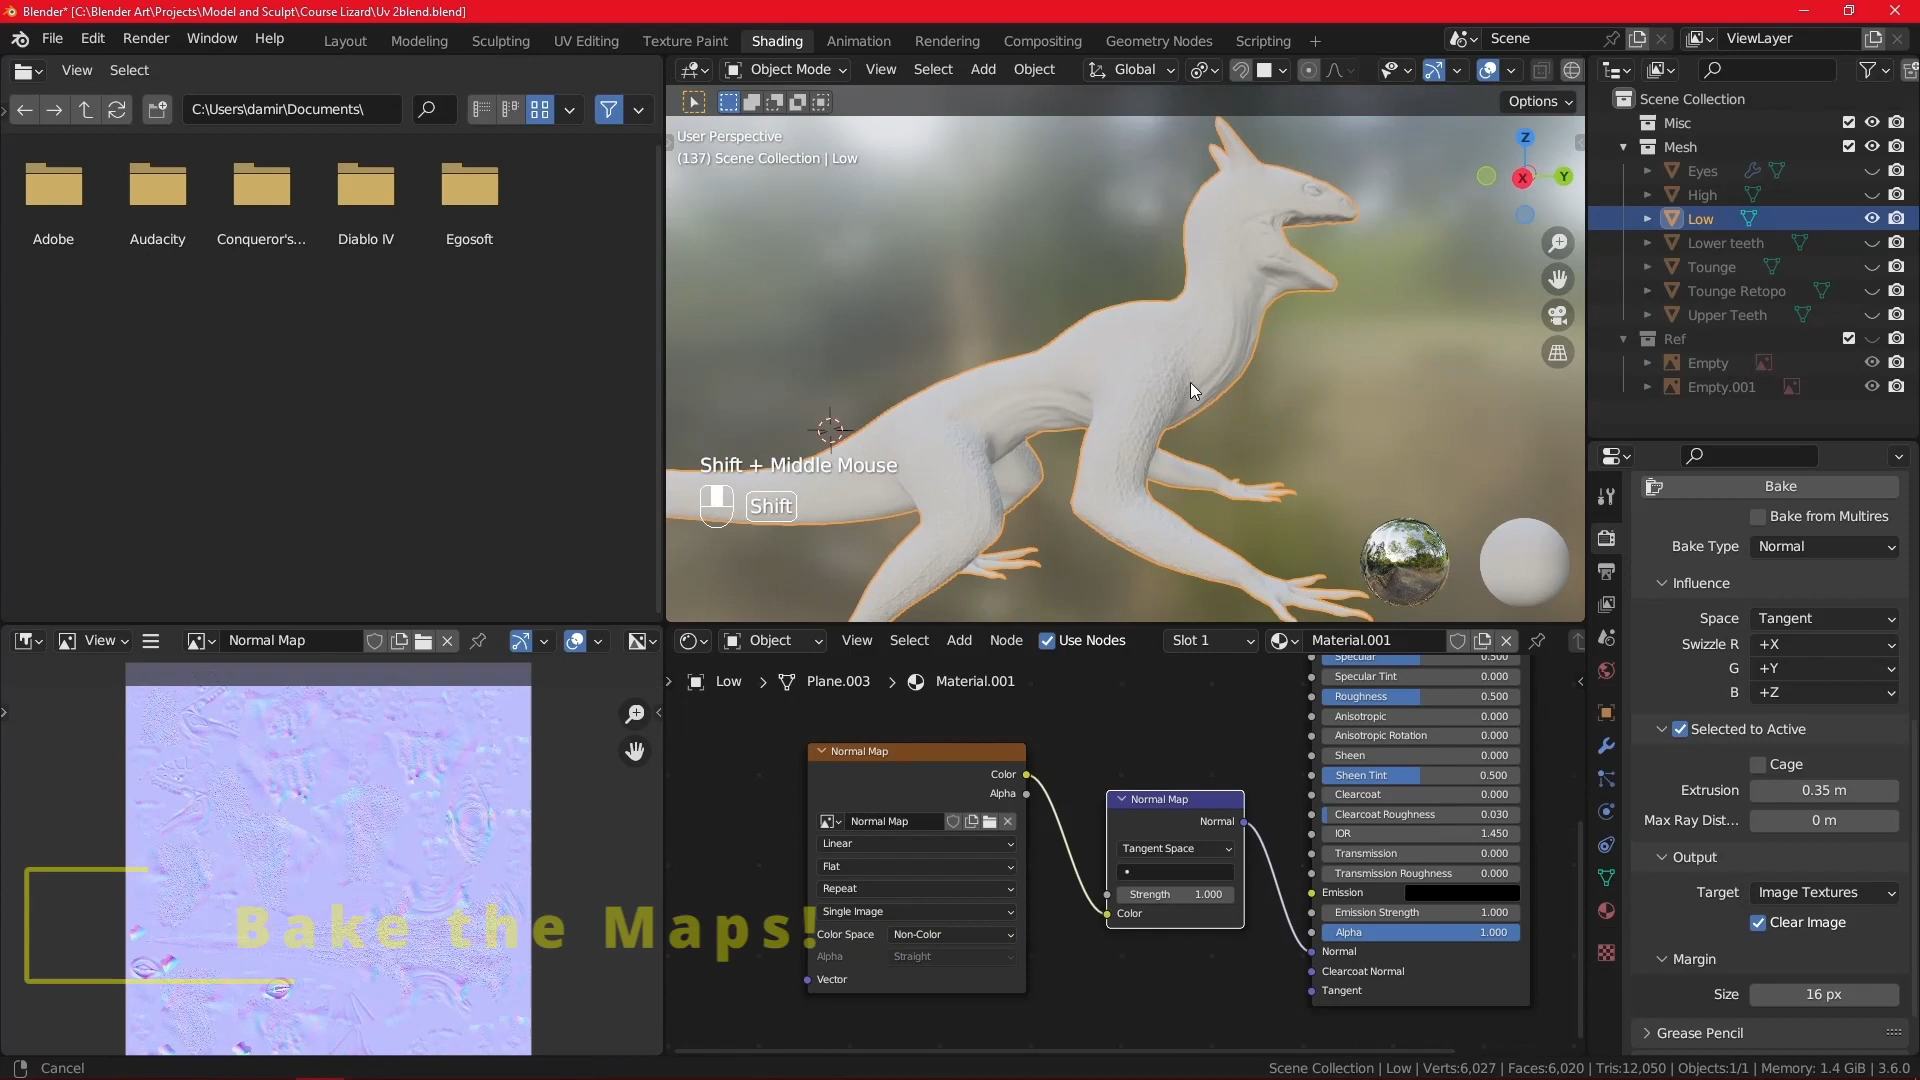 Blender* [C:\Blender Art\Projects\Model and Sculpt\Course Lizard\Uv 2blend.blend]
File Edit Render Window Help
Layout Modeling Sculpting UV Editing Texture Paint Shading Animation Rendering Compositing Geometry Nodes Scripting +
Scene
ViewLayer
View Select
C:\Users\damir\Documents\
Adobe
Audacity
Conqueror's...
Diablo IV
Egosoft
Object Mode View Select Add Object Global
Options
User Perspective
(137) Scene Collection | Low
Z
X
Y
Shift + Middle Mouse
Shift
Scene Collection
Misc
Mesh
Eyes
High
Low
Lower teeth
Tounge
Tounge Retopo
Upper Teeth
Ref
Empty
Empty.001
Bake
Bake from Multires
Bake Type Normal
Influence
Space Tangent
Swizzle R +X
G +Y
B +Z
Selected to Active
Cage
Extrusion 0.35 m
Max Ray Dist... 0 m
Output
Target Image Textures
Clear Image
Margin
Size 16 px
Grease Pencil
View Normal Map
Bake the Maps!
Object View Select Add Node Use Nodes Slot 1 Material.001
Low > Plane.003 > Material.001
Normal Map
Color
Alpha
Normal Map
Linear
Flat
Repeat
Single Image
Color Space Non-Color
Alpha Straight
Vector
Normal Map
Normal
Tangent Space
Strength 1.000
Color
Specular 0.500
Specular Tint 0.000
Roughness 0.500
Anisotropic 0.000
Anisotropic Rotation 0.000
Sheen 0.000
Sheen Tint 0.500
Clearcoat 0.000
Clearcoat Roughness 0.030
IOR 1.450
Transmission 0.000
Transmission Roughness 0.000
Emission
Emission Strength 1.000
Alpha 1.000
Normal
Clearcoat Normal
Tangent
Cancel
Scene Collection | Low | Verts:6,027 | Faces:6,020 | Tris:12,050 | Objects:1/1 | Memory: 1.4 GiB | 3.6.0